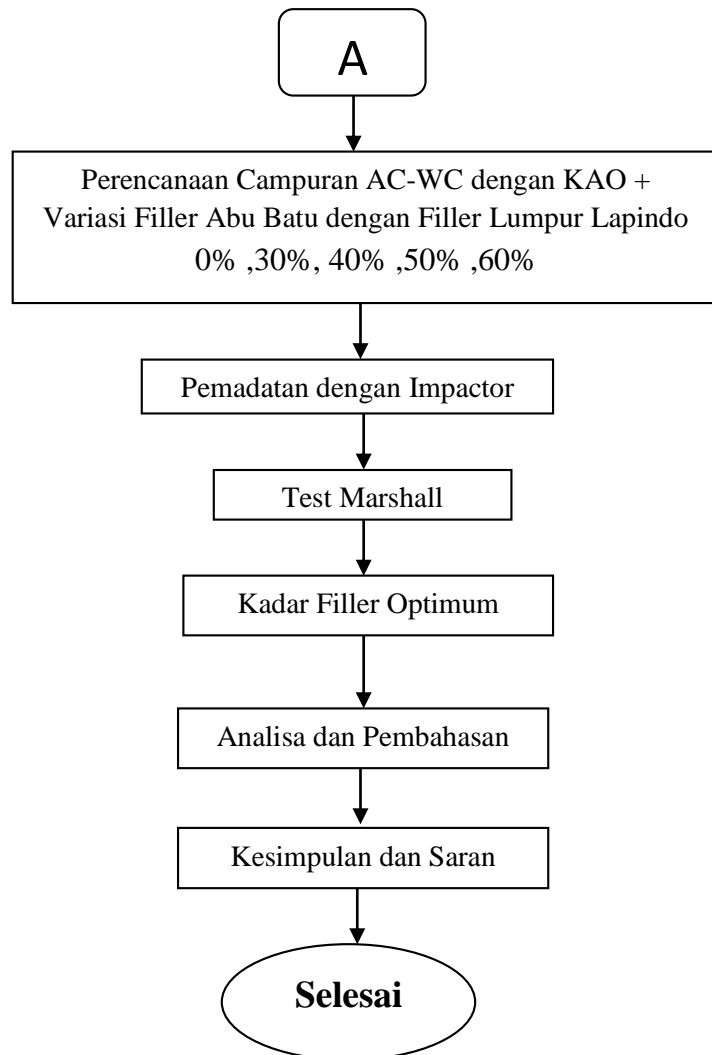 A
Perencanaan Campuran AC-WC dengan KAO +
Variasi Filler Abu Batu dengan Filler Lumpur Lapindo
0% ,30%, 40% ,50% ,60%
Pemadatan dengan Impactor
Test Marshall
Kadar Filler Optimum
Analisa dan Pembahasan
Kesimpulan dan Saran
Selesai